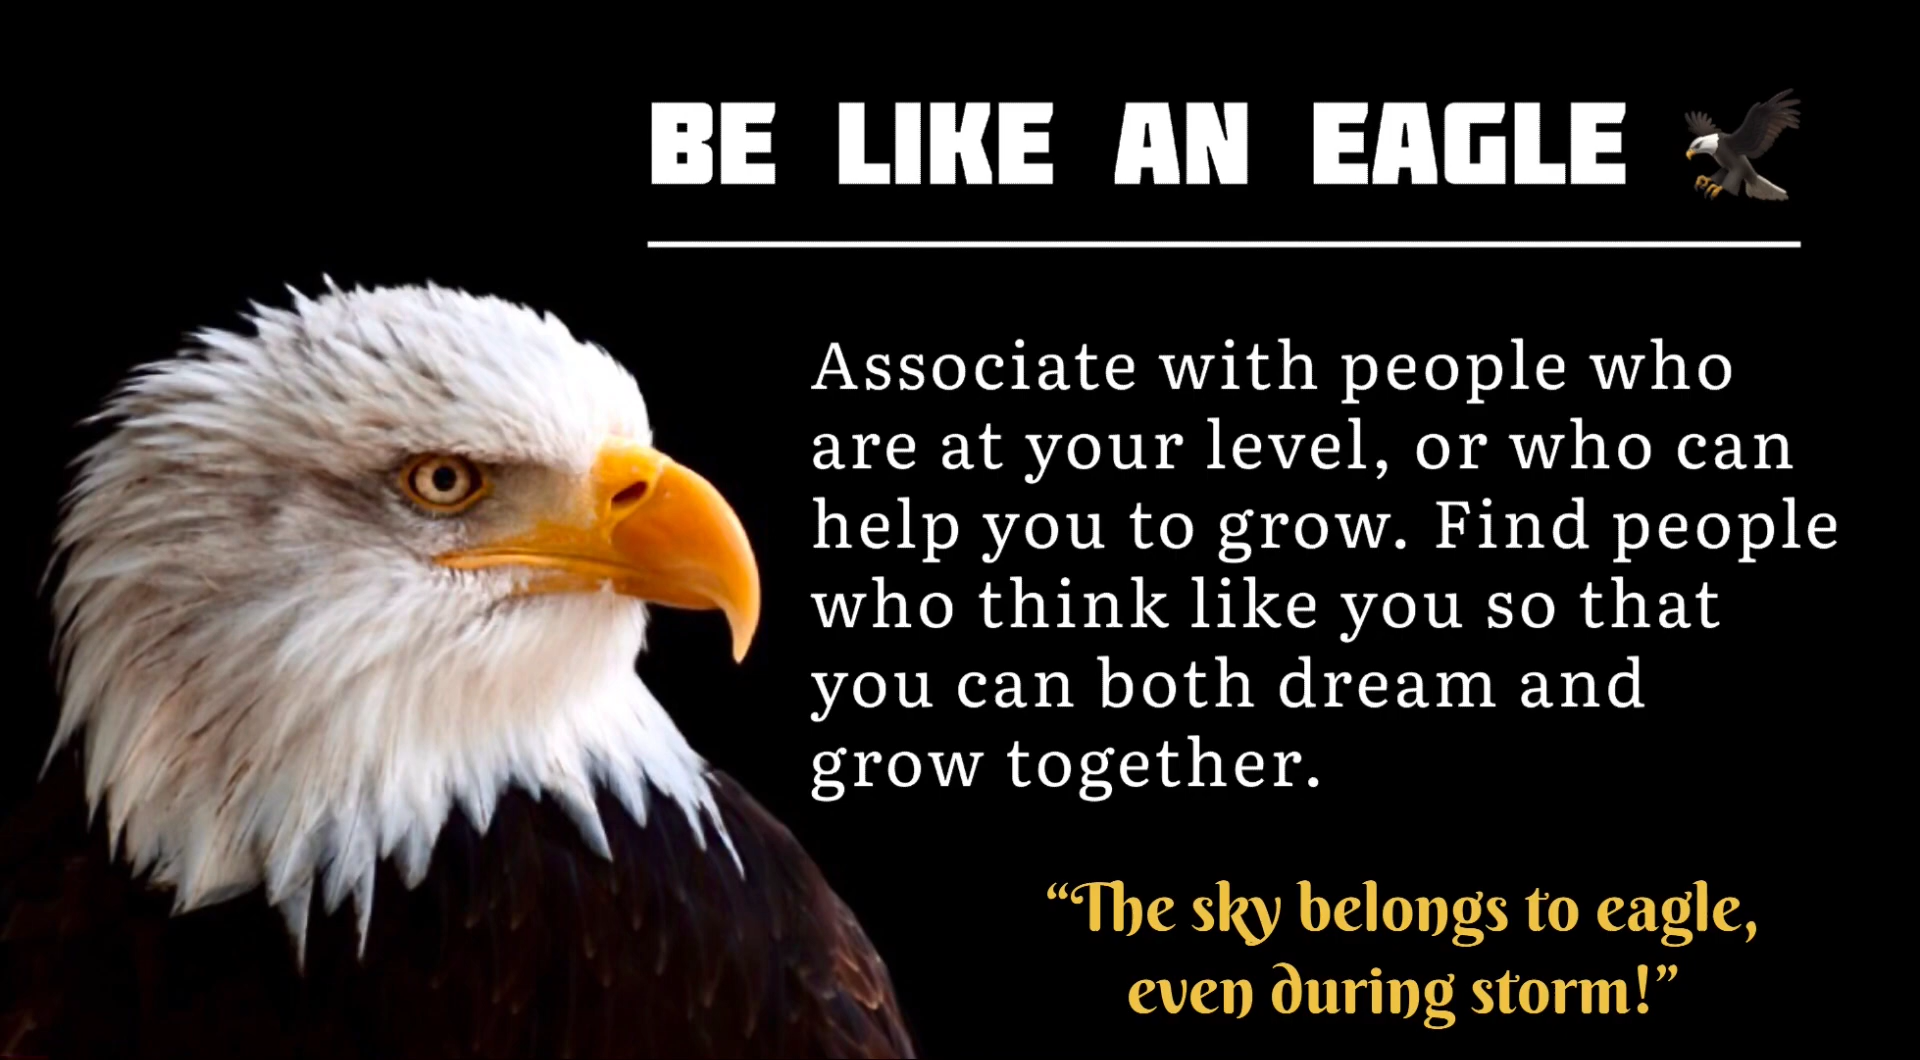 BE LIKE AN EAGLE
Associate with people who
are at your level, or who can
help you to grow. Find people
who think like you so that
you can both dream and
grow together.
“The sky belongs to eagle,
even during storm!”